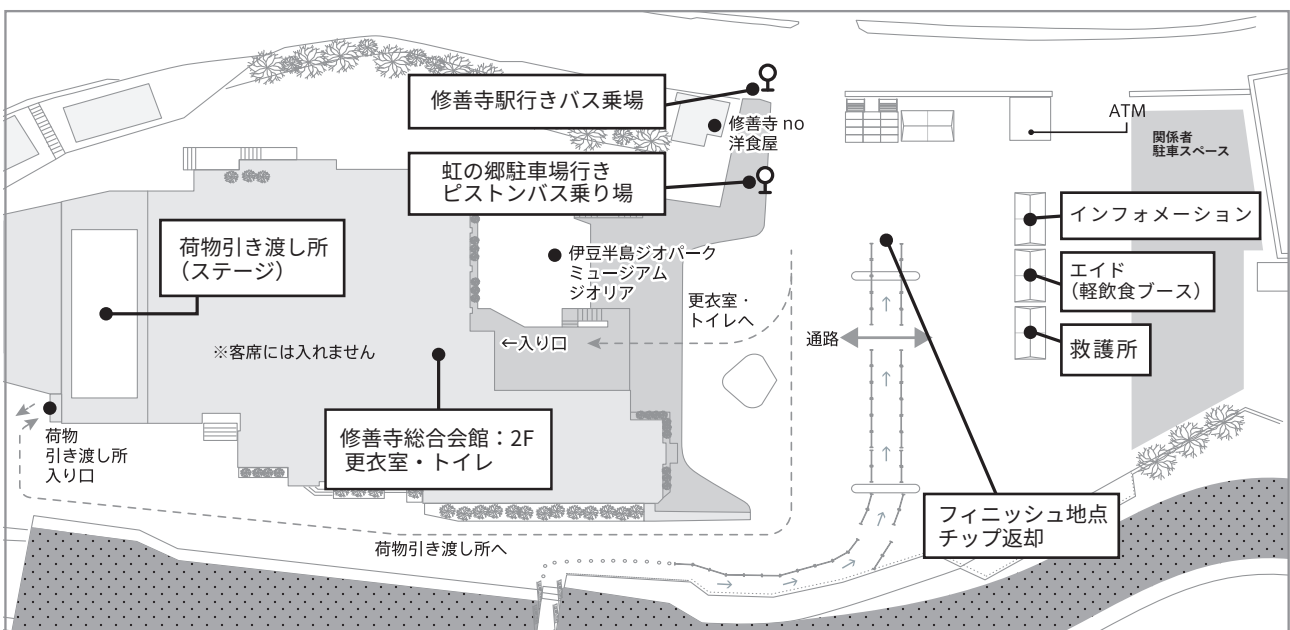 修善寺駅行きバス乗場
修善寺 no
洋食屋
ATM
関係者
駐車スペース
虹の郷駐車場行き
ピストンバス乗り場
インフォメーション
荷物引き渡し所
（ステージ）
伊豆半島ジオパーク
ミュージアム
ジオリア
エイド
（軽飲食ブース）
更衣室・
トイレへ
←入り口
通路
救護所
※客席には入れません
修善寺総合会館：2F
更衣室・トイレ
荷物
引き渡し所
入り口
フィニッシュ地点
チップ返却
荷物引き渡し所へ